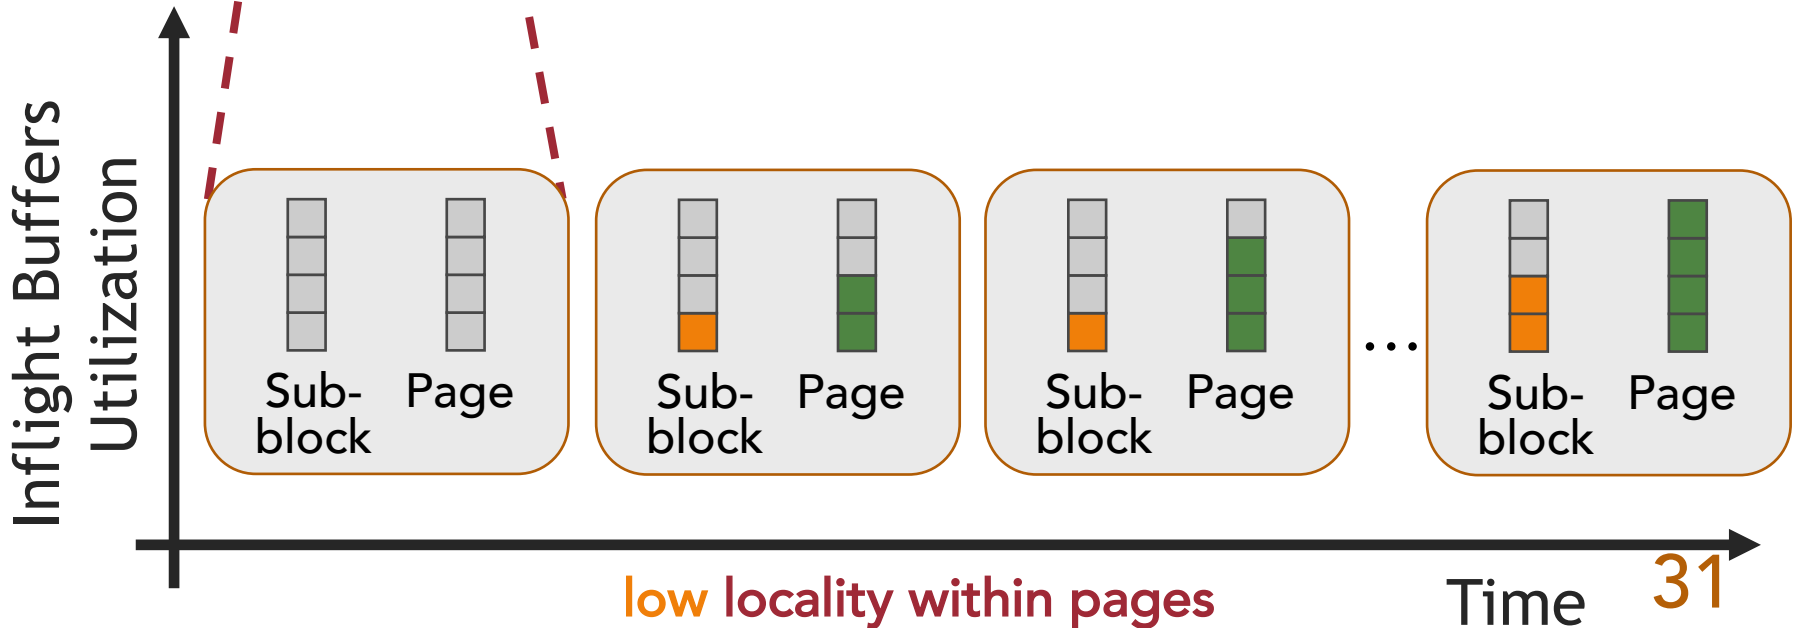 Inflight Buffers
Utilization
Sub-
block
Page
Sub-
block
Page
Sub-
block
Page
...
Sub-
block
Page
low locality within pages
Time
31